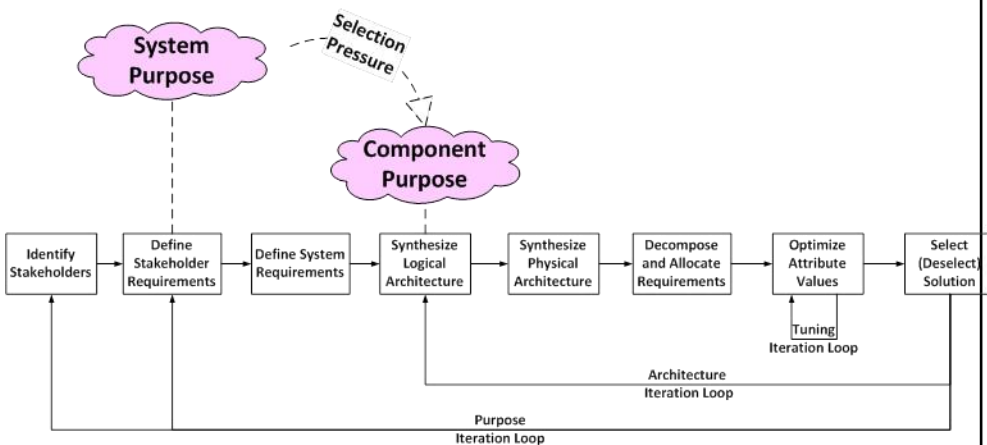 System
Purpose
Selection
Pressure
Component
Purpose
Identify
Stakeholders
Define
Stakeholder
Requirements
Define System
Requirements
Synthesize
Logical
Architecture
Synthesize
Physical
Architecture
Decompose
and Allocate
Requirements
Optimize
Attribute
Values
Select
(Deselect)
Solution
Tuning
Iteration Loop
Architecture
Iteration Loop
Purpose
Iteration Loop